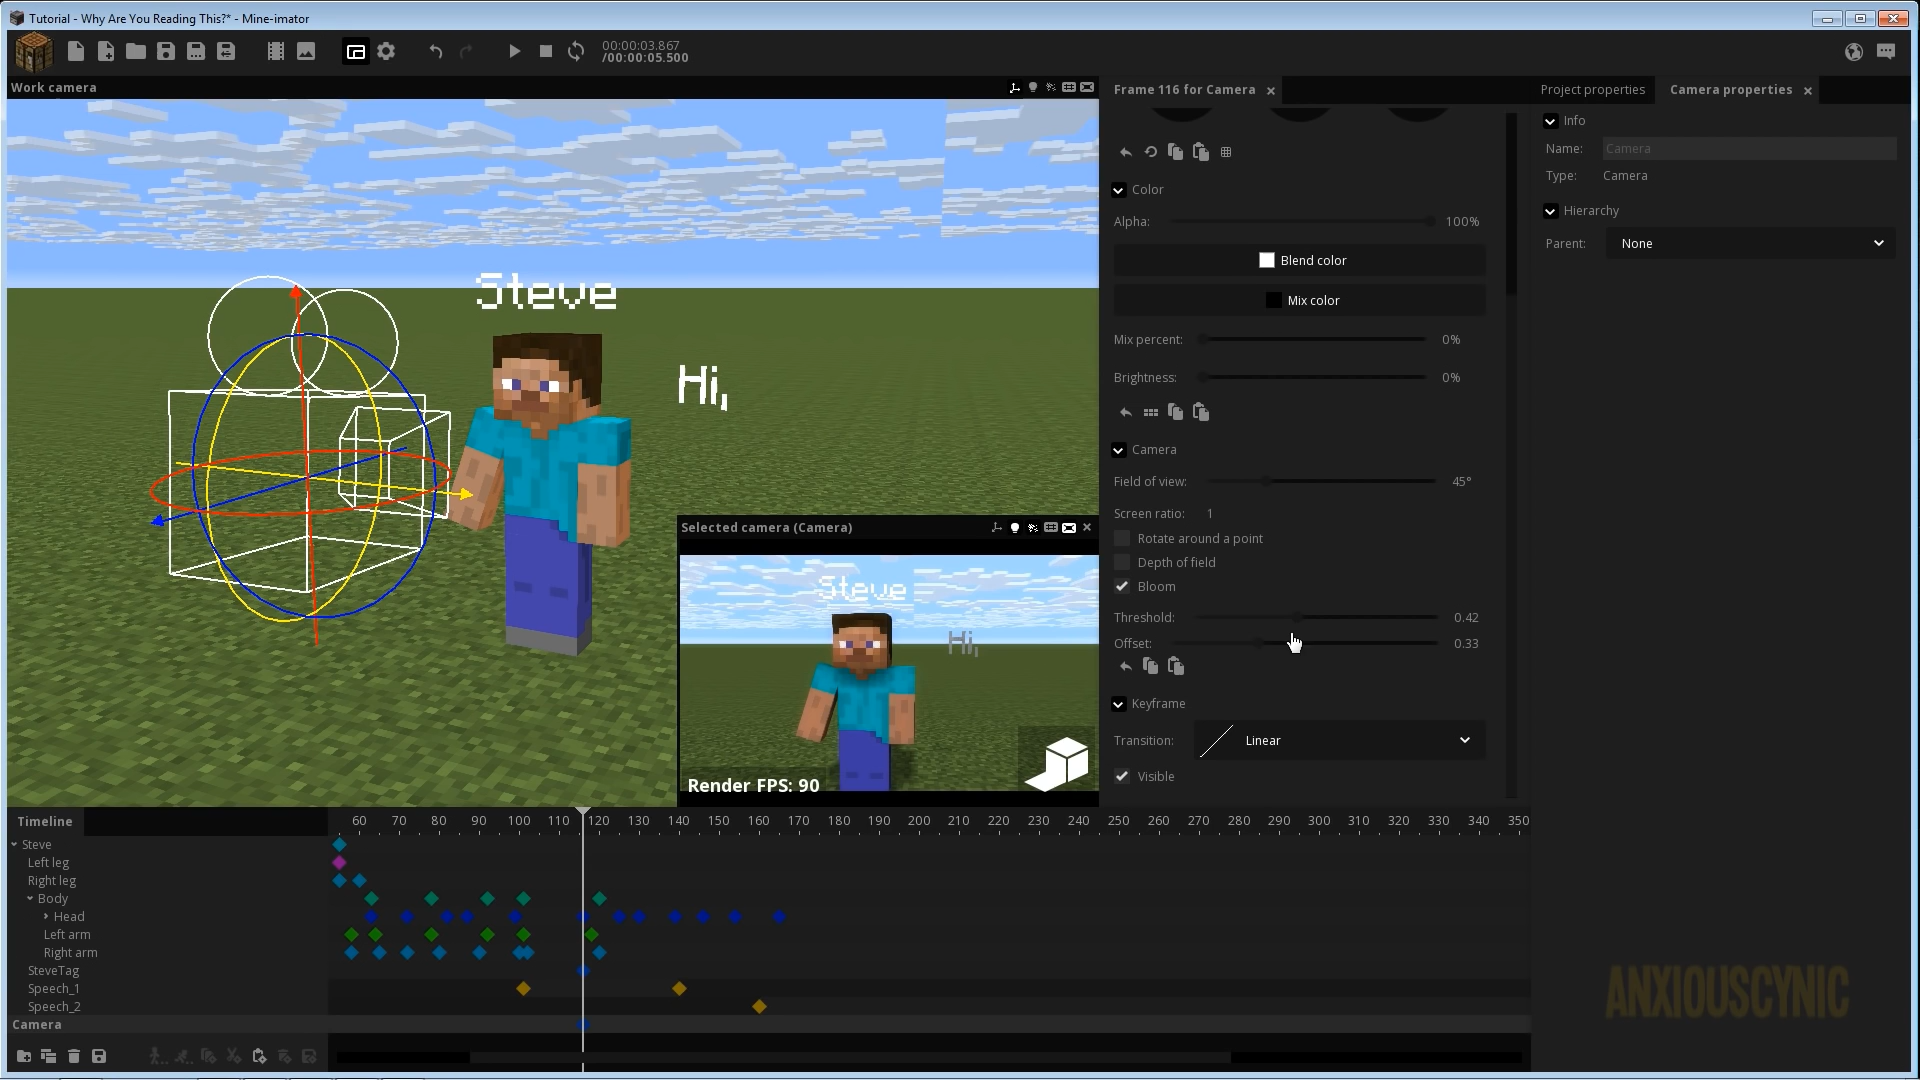 Tutorial - Why Are You Reading This?* - Mine-imator
00:00:03.867
/00:00:05.500
Work camera
Steve
Hi,
Selected camera (Camera)
Steve
Hi,
Render FPS: 90
Frame 116 for Camera
Color
Alpha: 100%
Blend color
Mix color
Mix percent: 0%
Brightness: 0%
Camera
Field of view: 45°
Screen ratio: 1
Rotate around a point
Depth of field
Bloom
Threshold: 0.42
Offset: 0.33
Keyframe
Transition: Linear
Visible
Project properties Camera properties
Info
Name: Camera
Type: Camera
Hierarchy
Parent: None
Timeline
60 70 80 90 100 110 120 130 140 150 160 170 180 190 200 210 220 230 240 250 260 270 280 290 300 310 320 330 340 350
Steve
Left leg
Right leg
Body
Head
Left arm
Right arm
SteveTag
Speech_1
Speech_2
Camera
ANXIOUSCYNIC